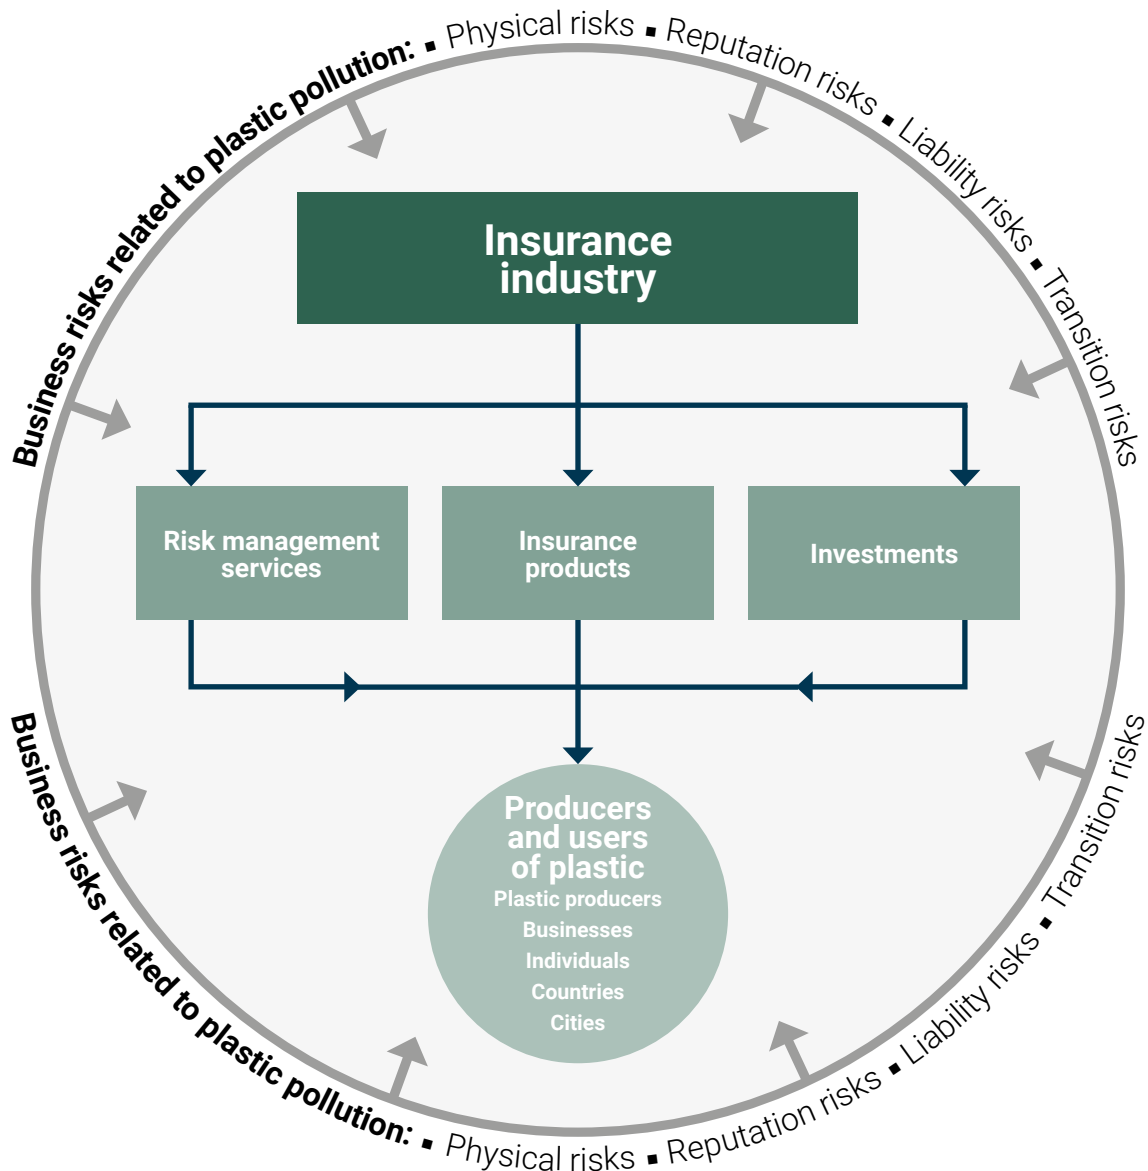 Business risks related to plastic pollution: ▪ Physical risks ▪ Reputation risks ▪ Liability risks ▪ Transition risks
Insurance
industry
Risk management
services
Insurance
products
Investments
Producers
and users
of plastic
Plastic producers
Businesses
Individuals
Countries
Cities
Business risks related to plastic pollution: ▪ Physical risks ▪ Reputation risks ▪ Liability risks ▪ Transition risks